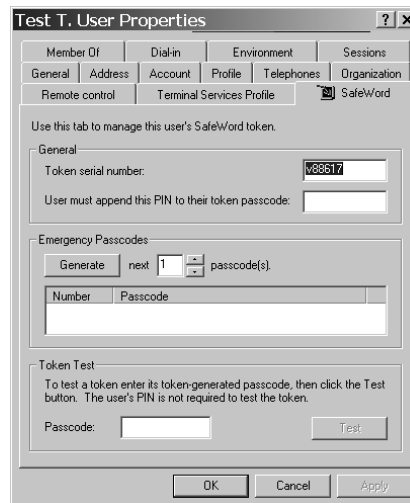 Test T. User Properties
Member Of Dial-in Environment Sessions
General Address Account Profile Telephones Organization
Remote control Terminal Services Profile SafeWord
Use this tab to manage this user's SafeWord token.
General
Token serial number: v88617
User must append this PIN to their token passcode:
Emergency Passcodes
Generate next 1 passcode(s).
Number Passcode
Token Test
To test a token enter its token-generated passcode, then click the Test
button. The user's PIN is not required to test the token.
Passcode: Test
OK Cancel Apply